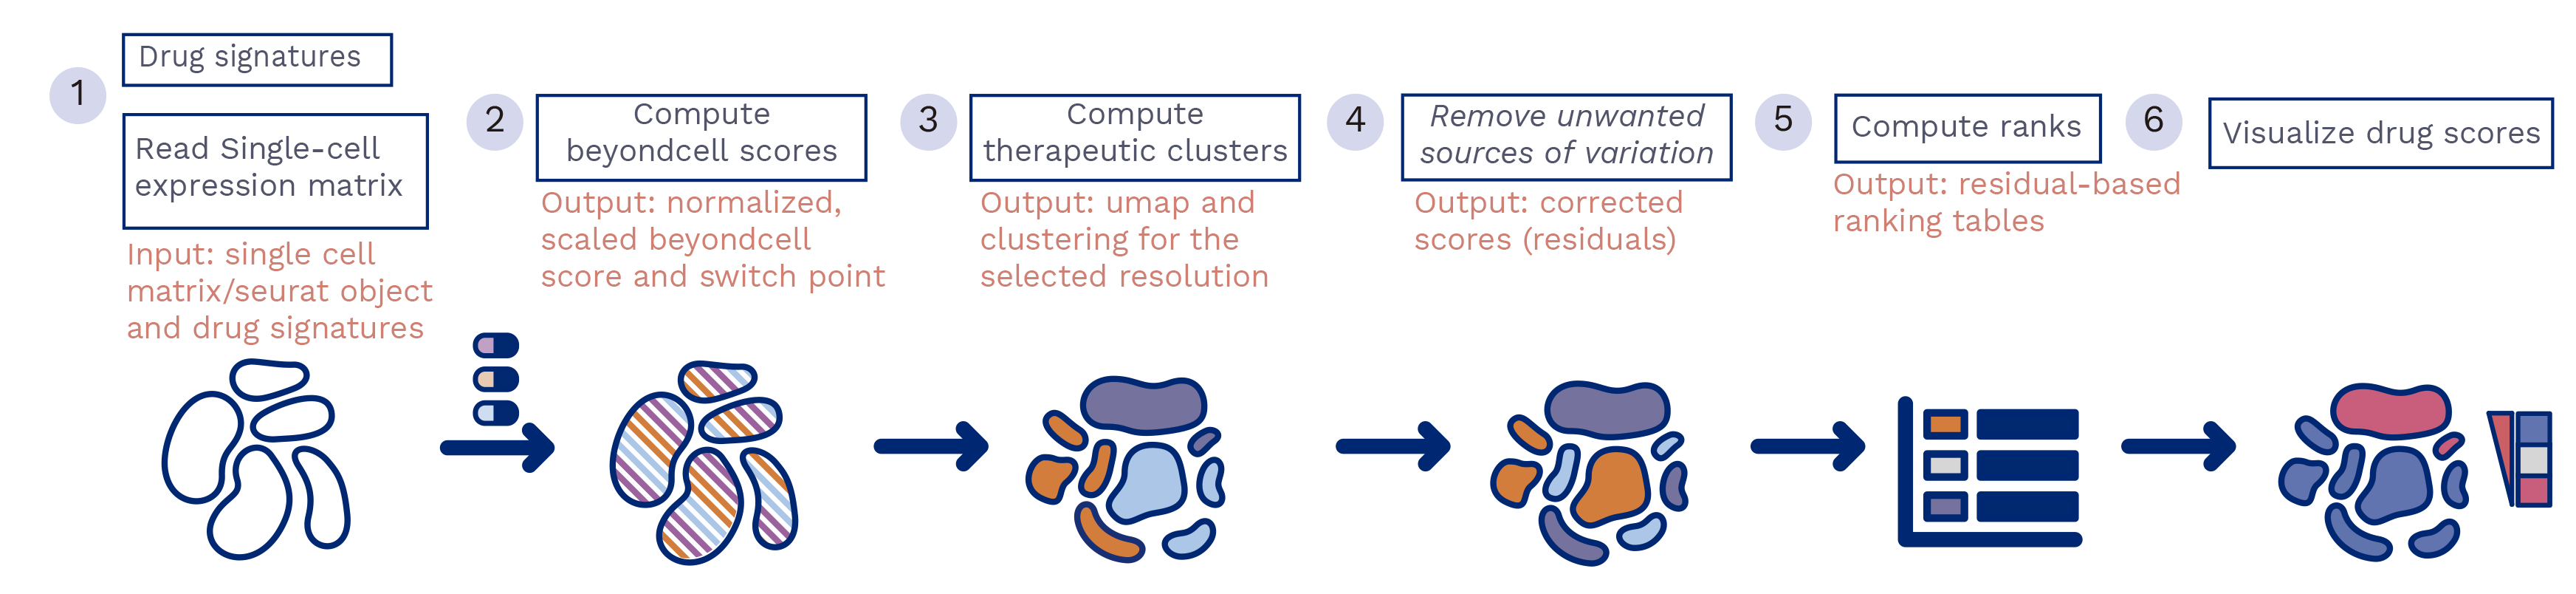 1
Drug signatures
Read Single-cell
expression matrix
Input: single cell
matrix/seurat object
and drug signatures
2
Compute
beyondcell scores
Output: normalized,
scaled beyondcell
score and switch point
3
Compute
therapeutic clusters
Output: umap and
clustering for the
selected resolution
4
Remove unwanted
sources of variation
Output: corrected
scores (residuals)
5
Compute ranks
Output: residual-based
ranking tables
6
Visualize drug scores